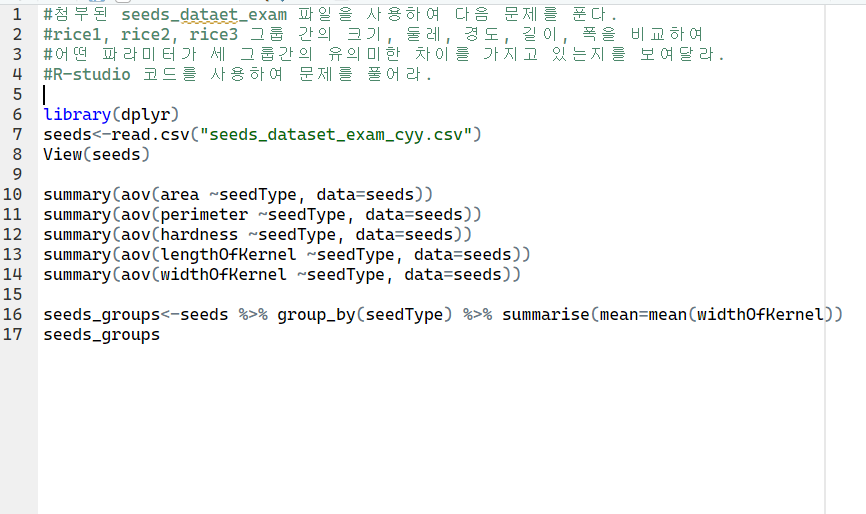 1 #첨부된 seeds_dataet_exam 파일을 사용하여 다음 문제를 푼다.
2 #rice1, rice2, rice3 그룹 간의 크기, 둘레, 경도, 길이, 폭을 비교하여
3 #어떤 파라미터가 세 그룹간의 유의미한 차이를 가지고 있는지를 보여달라.
4 #R-studio 코드를 사용하여 문제를 풀어라.
5
6 library(dplyr)
7 seeds<-read.csv("seeds_dataset_exam_cyy.csv")
8 View(seeds)
9
10 summary(aov(area ~seedType, data=seeds))
11 summary(aov(perimeter ~seedType, data=seeds))
12 summary(aov(hardness ~seedType, data=seeds))
13 summary(aov(lengthOfKernel ~seedType, data=seeds))
14 summary(aov(widthOfKernel ~seedType, data=seeds))
15
16 seeds_groups<-seeds %>% group_by(seedType) %>% summarise(mean=mean(widthOfKernel))
17 seeds_groups